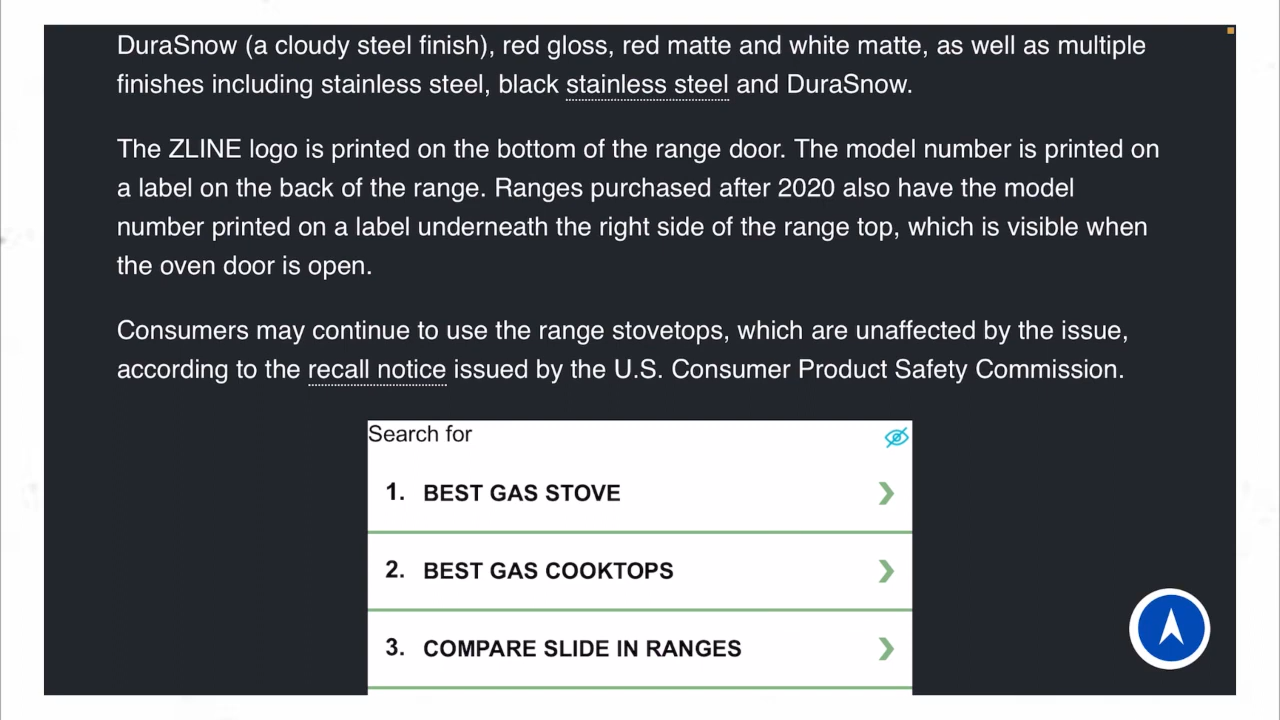 DuraSnow (a cloudy steel finish), red gloss, red matte and white matte, as well as multiple
finishes including stainless steel, black stainless steel and DuraSnow.
The ZLINE logo is printed on the bottom of the range door. The model number is printed on
a label on the back of the range. Ranges purchased after 2020 also have the model
number printed on a label underneath the right side of the range top, which is visible when
the oven door is open.
Consumers may continue to use the range stovetops, which are unaffected by the issue,
according to the recall notice issued by the U.S. Consumer Product Safety Commission.
Search for
1. BEST GAS STOVE
2. BEST GAS COOKTOPS
3. COMPARE SLIDE IN RANGES